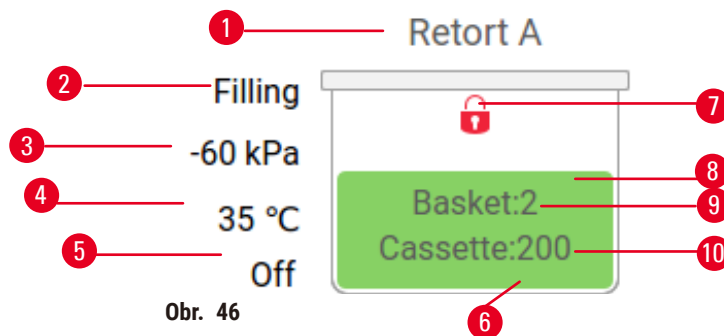 1 Retort A
2 Filling
7
3 -60 kPa
8
4 35 °C
Basket:2 9
5 Off
Cassette:200 10
Obr. 46
6